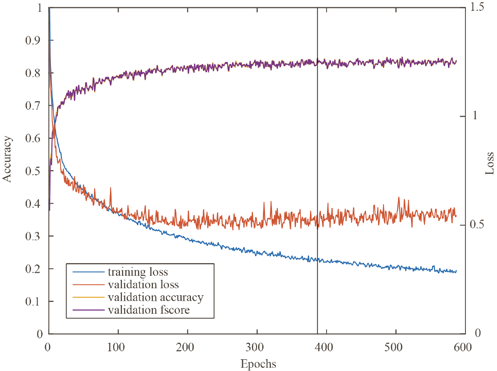 1
0.9
0.8
0.7
0.6
0.5
0.4
0.3
0.2
0.1
0
Accuracy
1.5
1
0.5
0
Loss
training loss
validation loss
validation accuracy
validation fscore
0 100 200 300 400 500 600
Epochs